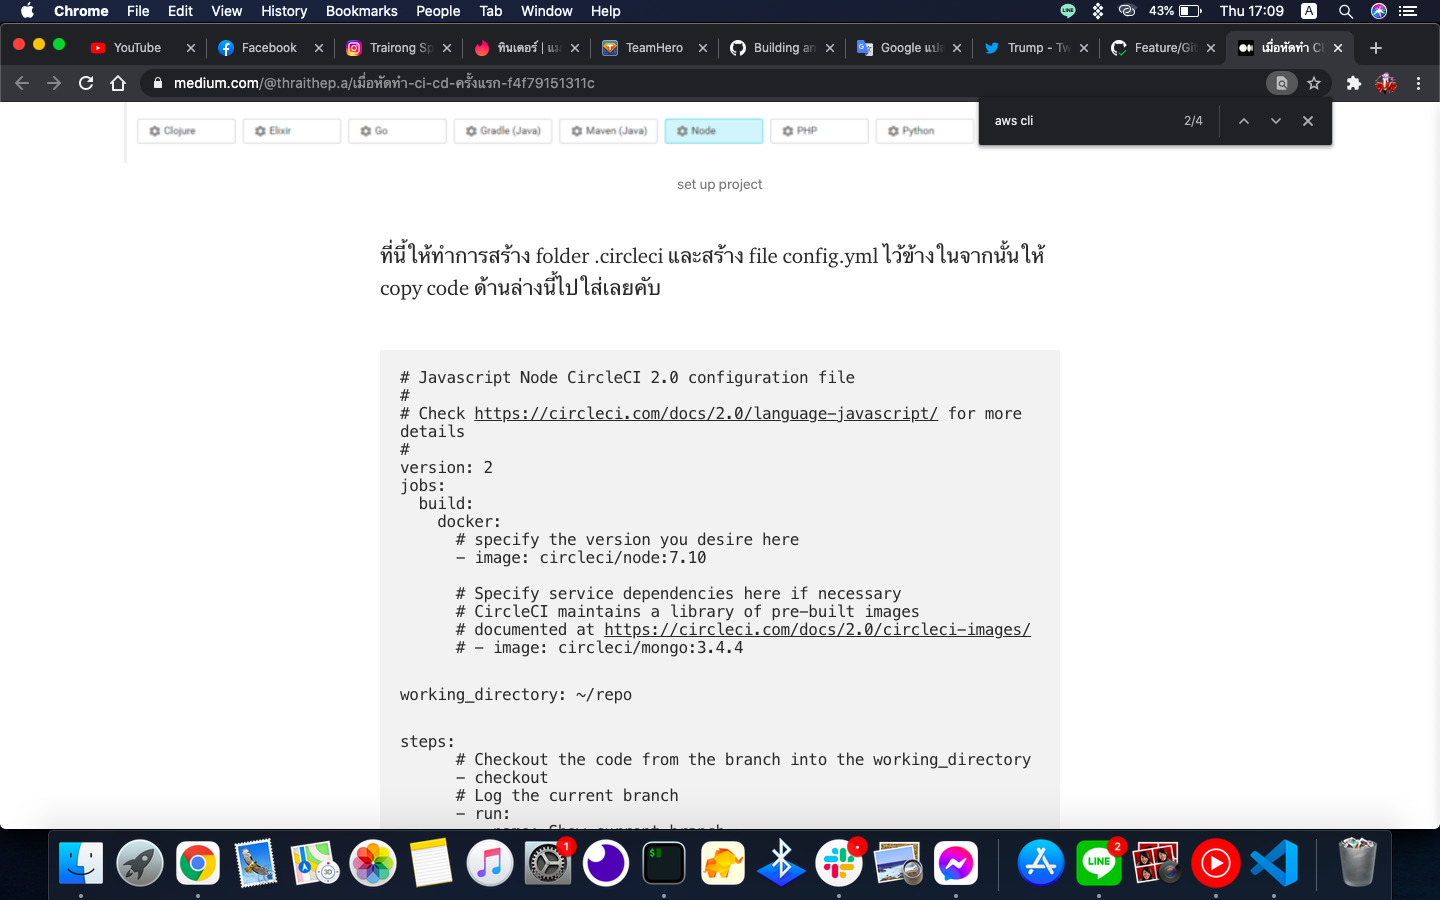 Chrome File Edit View History Bookmarks People Tab Window Help 43% Thu 17:09 A
YouTube Facebook Trairong Sp ทินเดอร์ | แม TeamHero Building an Google แปล Trump - Tw Feature/Git เมื่อหัดทำ CI
medium.com/@thraithep.a/เมื่อหัดทำ-ci-cd-ครั้งแรก-f4f79151311c
aws cli 2/4
Clojure Elixir Go Gradle (Java) Maven (Java) Node PHP Python
set up project
ที่นี้ให้ทำการสร้าง folder .circleci และสร้าง file config.yml ไว้ข้างในจากนั้นให้
copy code ด้านล่างนี้ไปใส่เลยคับ
# Javascript Node CircleCI 2.0 configuration file
#
# Check https://circleci.com/docs/2.0/language-javascript/ for more
details
#
version: 2
jobs:
build:
docker:
# specify the version you desire here
- image: circleci/node:7.10
# Specify service dependencies here if necessary
# CircleCI maintains a library of pre-built images
# documented at https://circleci.com/docs/2.0/circleci-images/
# - image: circleci/mongo:3.4.4
working_directory: ~/repo
steps:
# Checkout the code from the branch into the working_directory
- checkout
# Log the current branch
- run:
name: Show current branch
1
3D
$
LINE
2